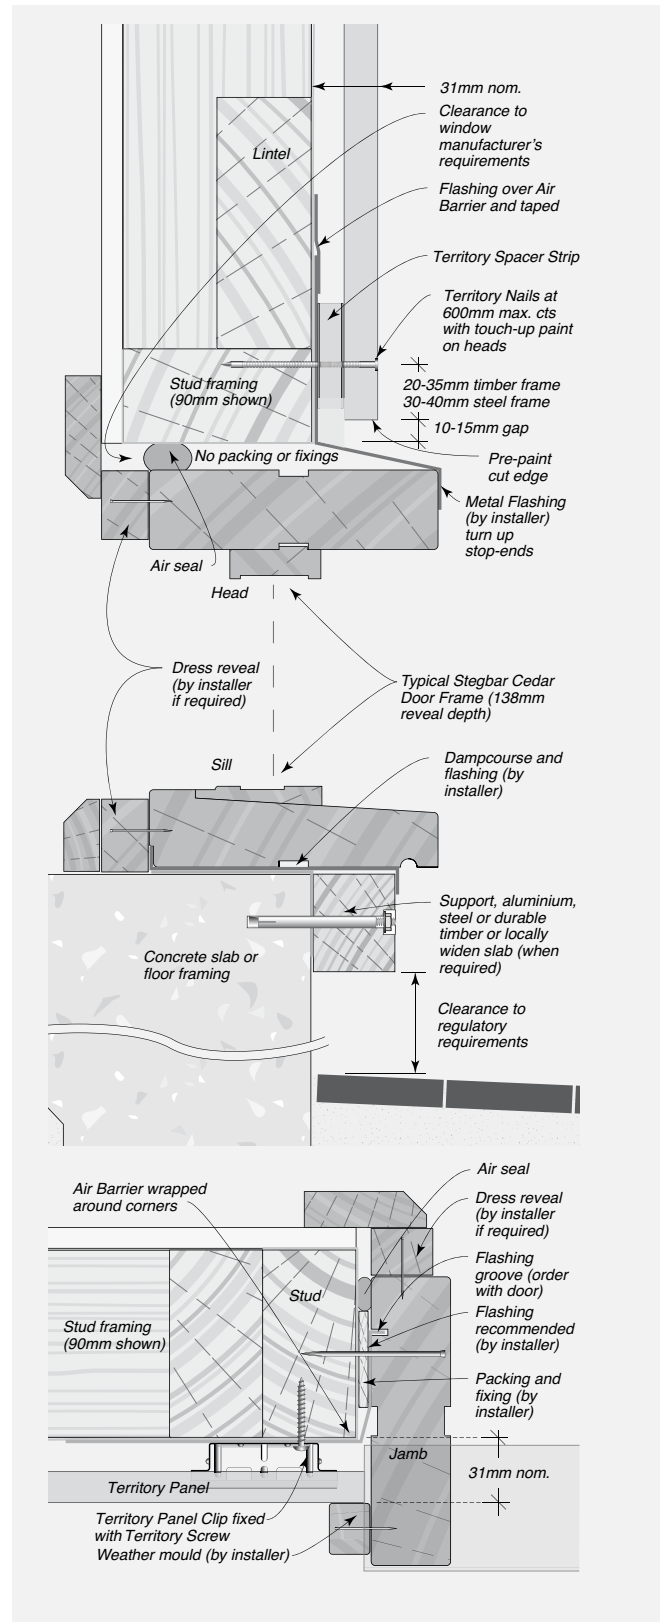 31mm nom.
Clearance to
window
manufacturer's
requirements
Lintel
Flashing over Air
Barrier and taped
Territory Spacer Strip
Territory Nails at
600mm max. cts
with touch-up paint
on heads
Stud framing
(90mm shown)
20-35mm timber frame
30-40mm steel frame
10-15mm gap
No packing or fixings
Pre-paint
cut edge
Metal Flashing
(by installer)
turn up
stop-ends
Air seal
Head
Dress reveal
(by installer
if required)
Typical Stegbar Cedar
Door Frame (138mm
reveal depth)
Sill
Dampcourse and
flashing (by
installer)
Support, aluminium,
steel or durable
timber or locally
widen slab (when
required)
Concrete slab or
floor framing
Clearance to
regulatory
requirements
Air seal
Air Barrier wrapped
around corners
Dress reveal
(by installer
if required)
Flashing
groove (order
with door)
Stud
Flashing
recommended
(by installer)
Stud framing
(90mm shown)
Packing and
fixing (by
installer)
Jamb
31mm nom.
Territory Panel
Territory Panel Clip fixed
with Territory Screw
Weather mould (by installer)